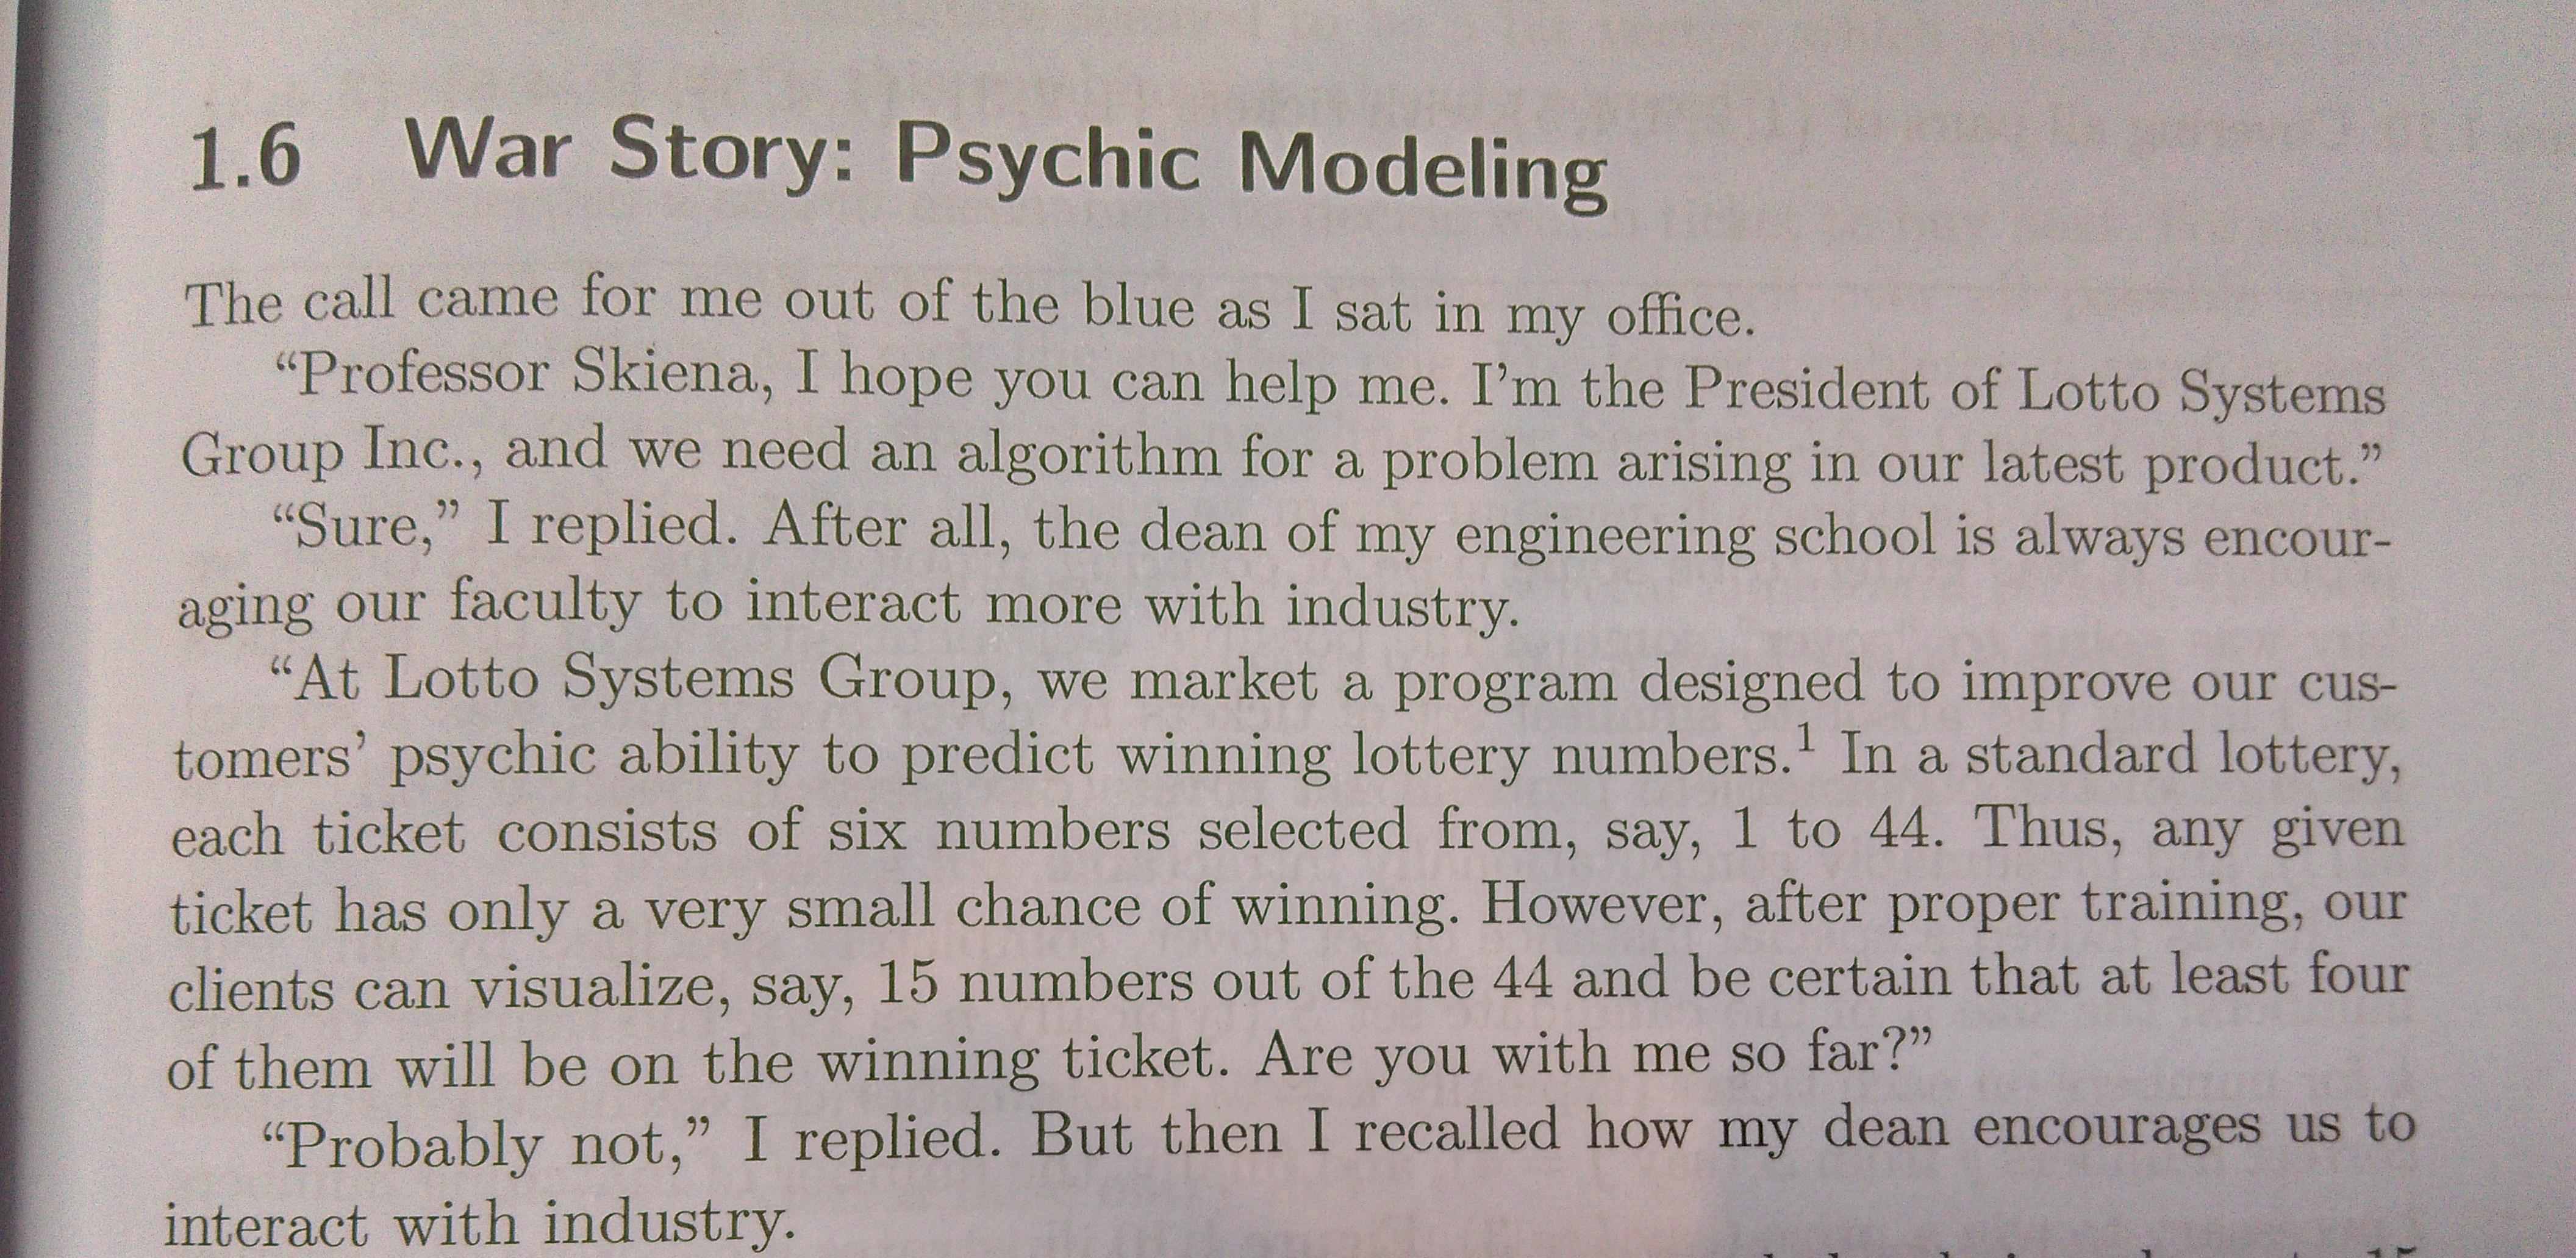 1.6 War Story: Psychic Modeling
The call came for me out of the blue as I sat in my office.
“Professor Skiena, I hope you can help me. I’m the President of Lotto Systems
Group Inc., and we need an algorithm for a problem arising in our latest product.”
“Sure,” I replied. After all, the dean of my engineering school is always encour-
aging our faculty to interact more with industry.
“At Lotto Systems Group, we market a program designed to improve our cus-
tomers’ psychic ability to predict winning lottery numbers.¹ In a standard lottery,
each ticket consists of six numbers selected from, say, 1 to 44. Thus, any given
ticket has only a very small chance of winning. However, after proper training, our
clients can visualize, say, 15 numbers out of the 44 and be certain that at least four
of them will be on the winning ticket. Are you with me so far?”
“Probably not,” I replied. But then I recalled how my dean encourages us to
interact with industry.